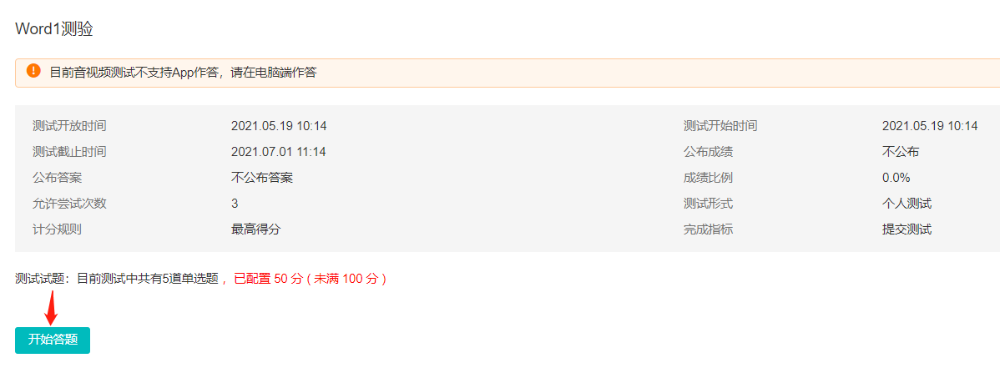 Word1测验
目前音视频测试不支持App作答，请在电脑端作答
测试开放时间 2021.05.19 10:14 测试开始时间 2021.05.19 10:14
测试截止时间 2021.07.01 11:14 公布成绩 不公布
公布答案 不公布答案 成绩比例 0.0%
允许尝试次数 3 测试形式 个人测试
计分规则 最高得分 完成指标 提交测试
测试试题：目前测试中共有5道单选题 ，已配置 50 分 ( 未满 100 分 )
开始答题